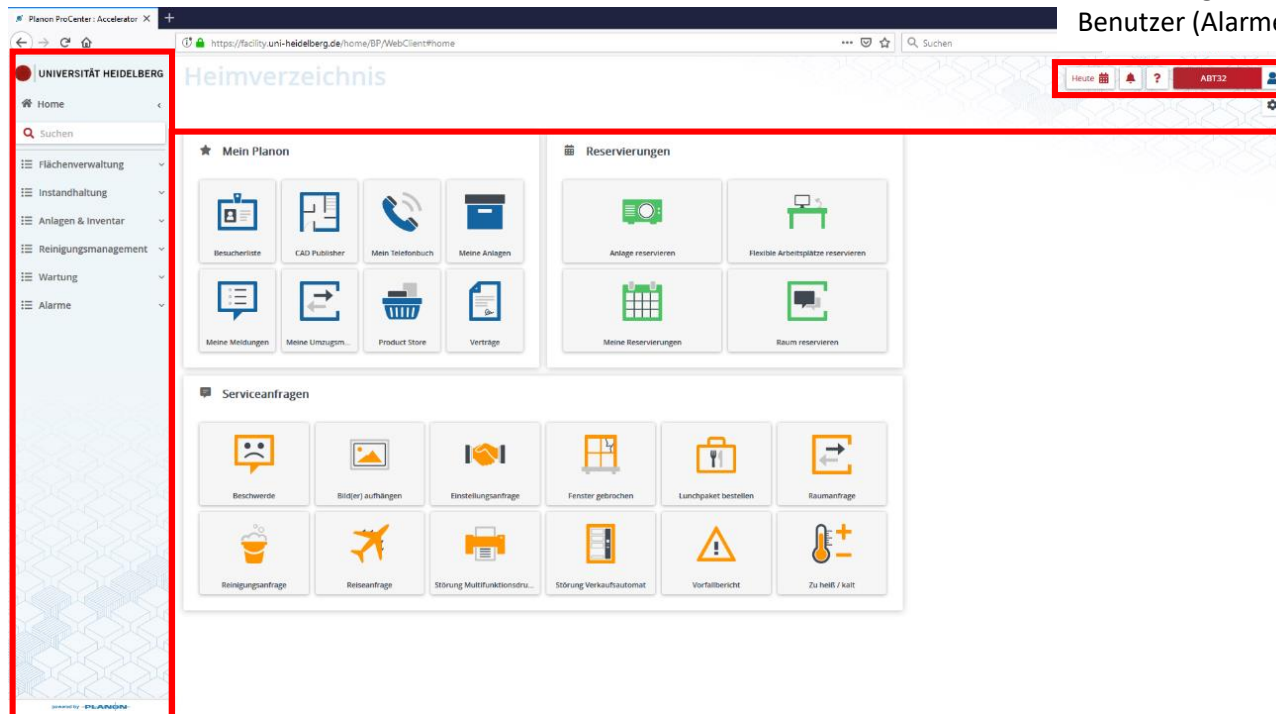 Benutzer (Alarme
Planon ProCenter : Accelerator
https://facility.uni-heidelberg.de/home/BP/WebClient#home
Suchen
UNIVERSITÄT HEIDELBERG
Heimverzeichnis
Heute
?
ABT32
Home
Suchen
Flächenverwaltung
Instandhaltung
Anlagen & Inventar
Reinigungsmanagement
Wartung
Alarme
Mein Planon
Besucherliste
CAD Publisher
Mein Telefonbuch
Meine Anlagen
Meine Meldungen
Meine Umzugsm...
Product Store
Verträge
Reservierungen
Anlage reservieren
Flexible Arbeitsplätze reservieren
Meine Reservierungen
Raum reservieren
Serviceanfragen
Beschwerde
Bild(er) aufhängen
Einstellungsanfrage
Fenster gebrochen
Lunchpaket bestellen
Raumanfrage
Reinigungsanfrage
Reiseanfrage
Störung Multifunktionsdru...
Störung Verkaufsautomat
Vorfallbericht
Zu heiß / kalt
powered by PLANON